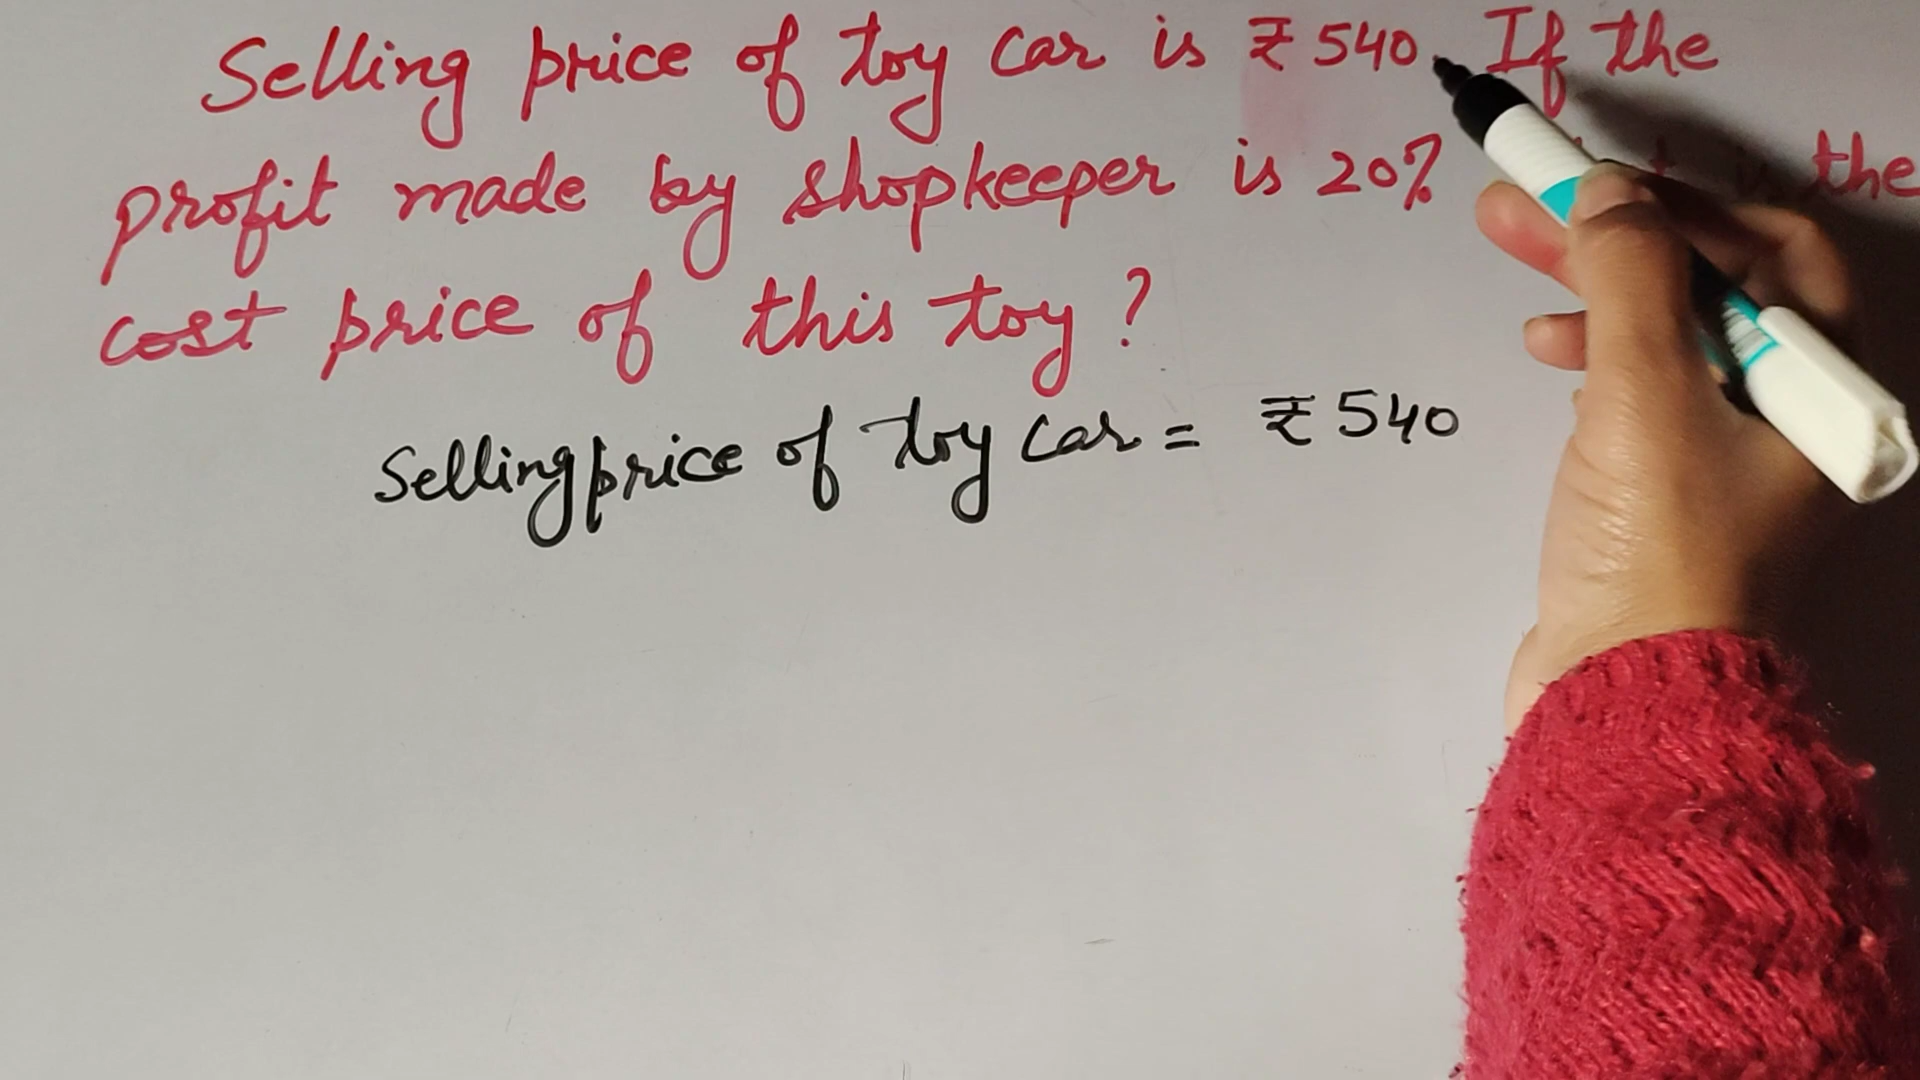 Selling price of toy car is ₹ 540. If the
profit made by shopkeeper is 20% the
cost price of this toy?
Selling price of toy car = ₹ 540